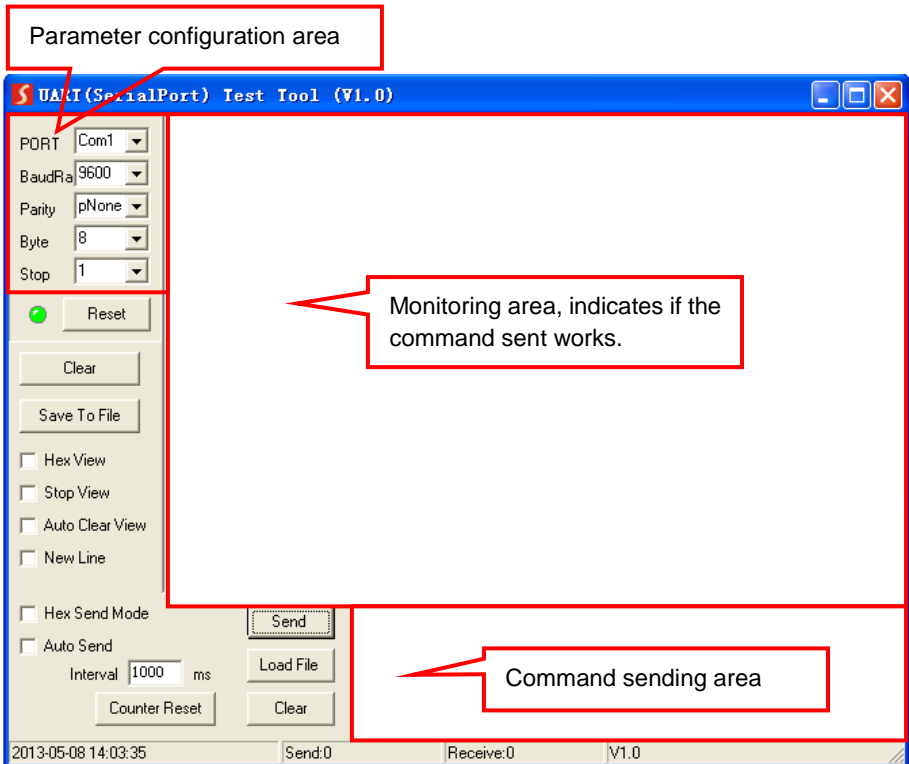 Parameter configuration area
UART(SerialPort) Test Tool (V1.0)
PORT Com1
BaudRa 9600
Parity pNone
Byte 8
Stop 1
Reset
Monitoring area, indicates if the
command sent works.
Clear
Save To File
Hex View
Stop View
Auto Clear View
New Line
Hex Send Mode
Send
Auto Send
Interval 1000 ms
Load File
Command sending area
Counter Reset
Clear
2013-05-08 14:03:35 Send:0 Receive:0 V1.0